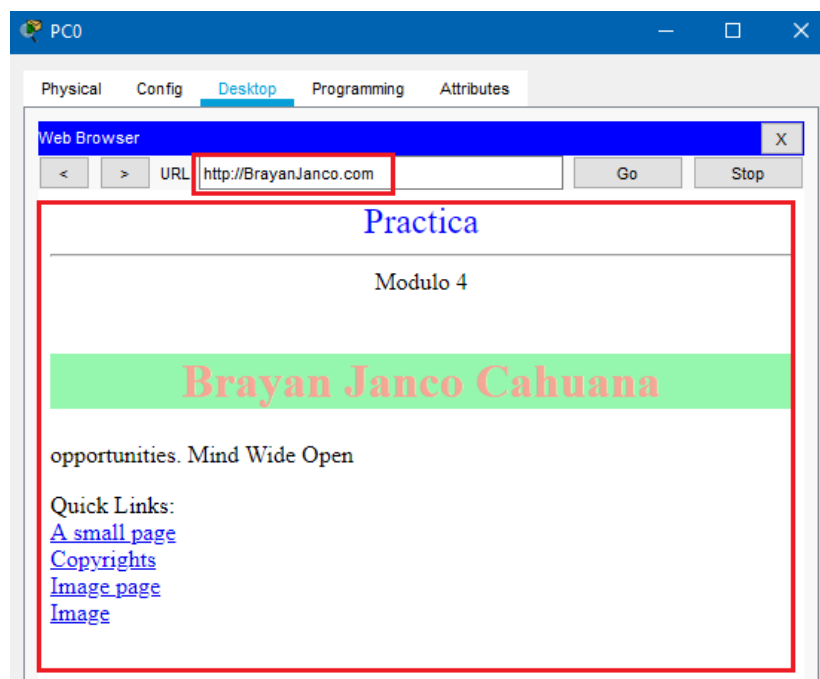 PC0
Physical Config Desktop Programming Attributes
Web Browser X
< > URL http://BrayanJanco.com Go Stop
Practica
Modulo 4
Brayan Janco Cahuana
opportunities. Mind Wide Open
Quick Links:
A small page
Copyrights
Image page
Image